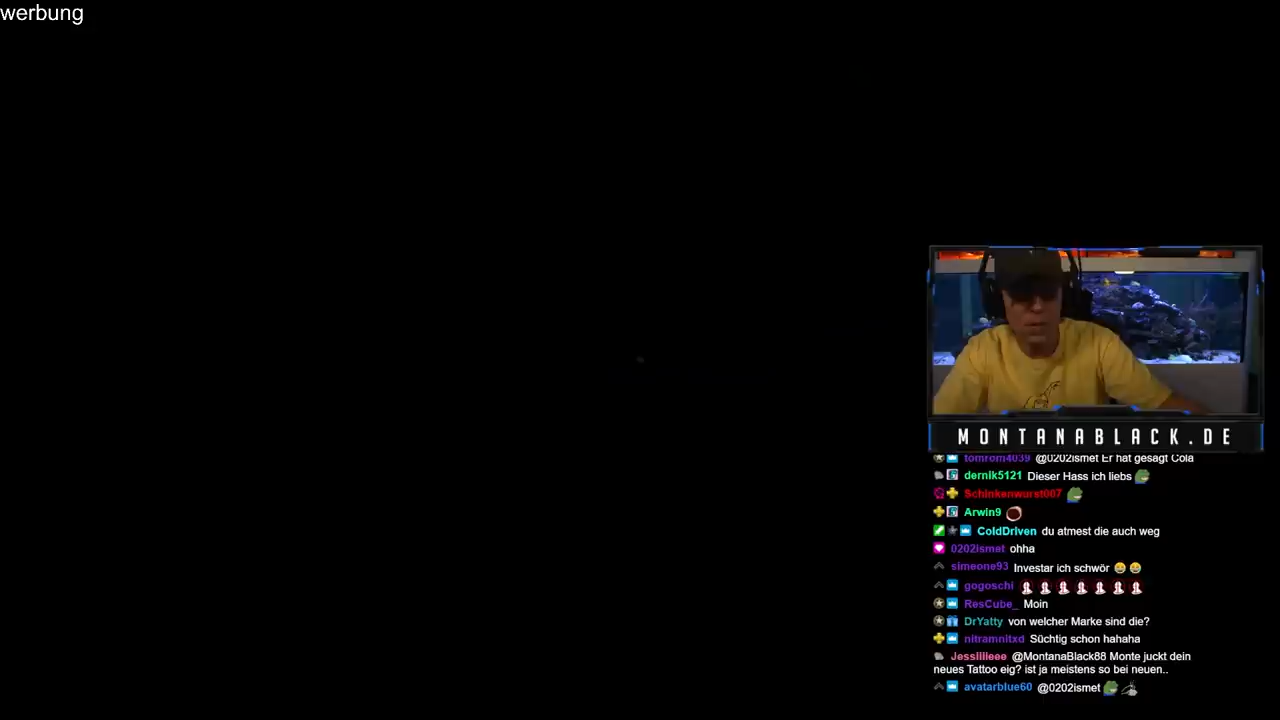 werbung
MONTANABLACK.DE
tomrom4039 @0202ismet Er hat gesagt Cola
dernik5121 Dieser Hass ich liebs
Schinkenwurst007
Arwin9
ColdDriven du atmest die auch weg
0202ismet ohha
simeone93 Investar ich schwör
gogoschi
ResCube_ Moin
DrYatty von welcher Marke sind die?
nitramnitxd Süchtig schon hahaha
Jessiiieee @MontanaBlack88 Monte juckt dein
neues Tattoo eig? ist ja meistens so bei neuen..
avatarblue60 @0202ismet